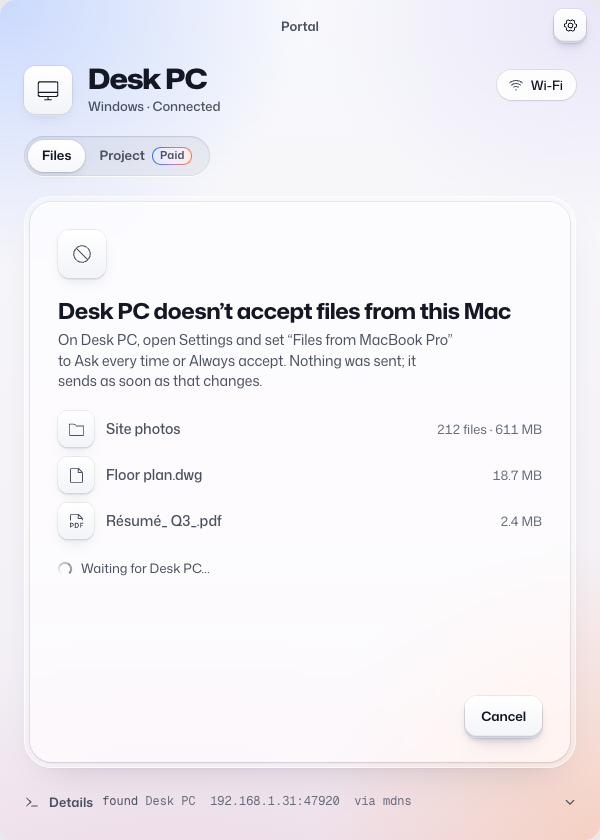 Portal
Desk PC
Windows · Connected
Wi-Fi
Files
Project Paid
Desk PC doesn’t accept files from this Mac
On Desk PC, open Settings and set “Files from MacBook Pro”
to Ask every time or Always accept. Nothing was sent; it
sends as soon as that changes.
Site photos 212 files · 611 MB
Floor plan.dwg 18.7 MB
PDF Résumé_ Q3_.pdf 2.4 MB
Waiting for Desk PC…
Cancel
Details found Desk PC 192.168.1.31:47920 via mdns